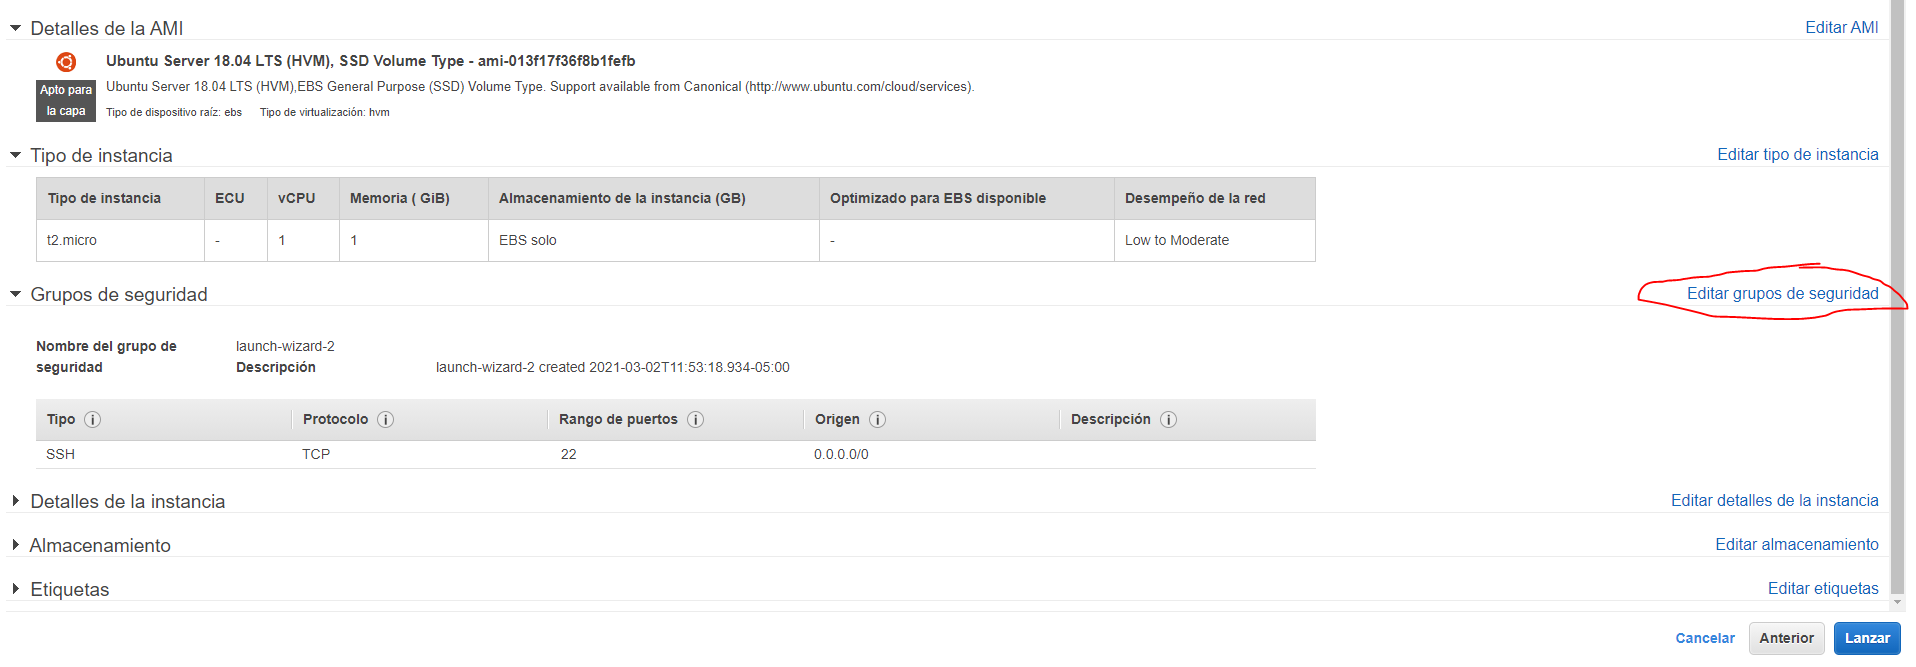 Detalles de la AMI Editar AMI
Ubuntu Server 18.04 LTS (HVM), SSD Volume Type - ami-013f17f36f8b1fefb
Apto para
la capa
Ubuntu Server 18.04 LTS (HVM),EBS General Purpose (SSD) Volume Type. Support available from Canonical (http://www.ubuntu.com/cloud/services).
Tipo de dispositivo raíz: ebs Tipo de virtualización: hvm
Tipo de instancia Editar tipo de instancia
Tipo de instancia ECU vCPU Memoria ( GiB) Almacenamiento de la instancia (GB) Optimizado para EBS disponible Desempeño de la red
t2.micro - 1 1 EBS solo - Low to Moderate
Grupos de seguridad Editar grupos de seguridad
Nombre del grupo de seguridad launch-wizard-2
Descripción launch-wizard-2 created 2021-03-02T11:53:18.934-05:00
Tipo i Protocolo i Rango de puertos i Origen i Descripción i
SSH TCP 22 0.0.0.0/0
Detalles de la instancia Editar detalles de la instancia
Almacenamiento Editar almacenamiento
Etiquetas Editar etiquetas
Cancelar Anterior Lanzar